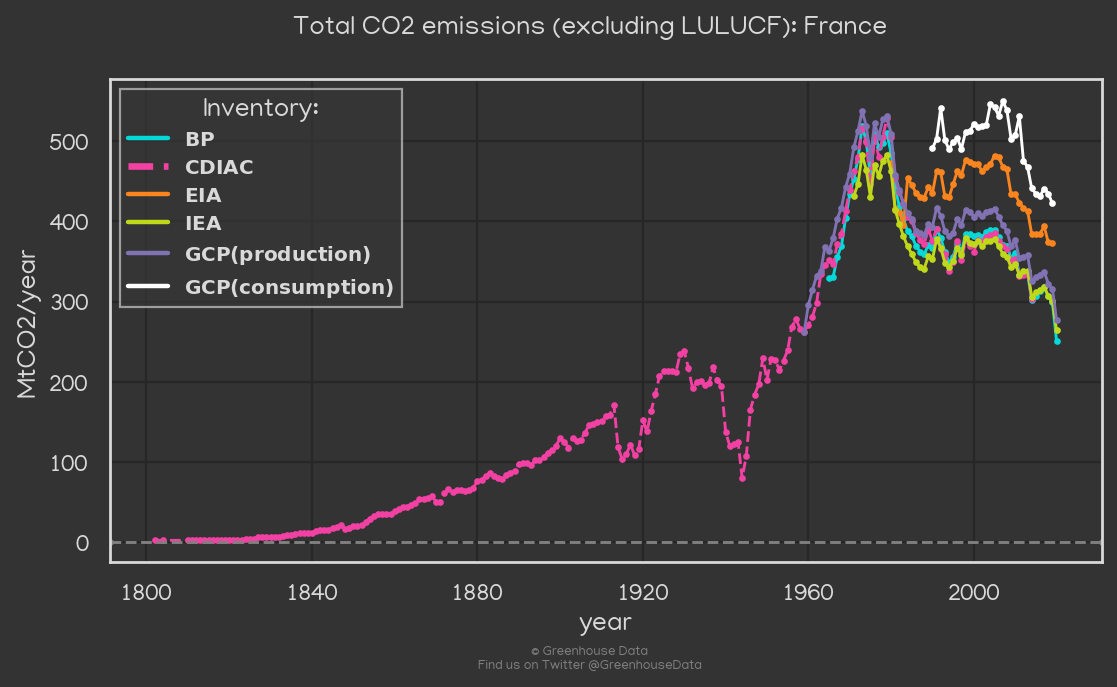 Total CO2 emissions (excluding LULUCF): France
Inventory:
BP
CDIAC
EIA
IEA
GCP(production)
GCP(consumption)
MtCO2/year
500
400
300
200
100
0
1800 1840 1880 1920 1960 2000
year
© Greenhouse Data
Find us on Twitter @GreenhouseData